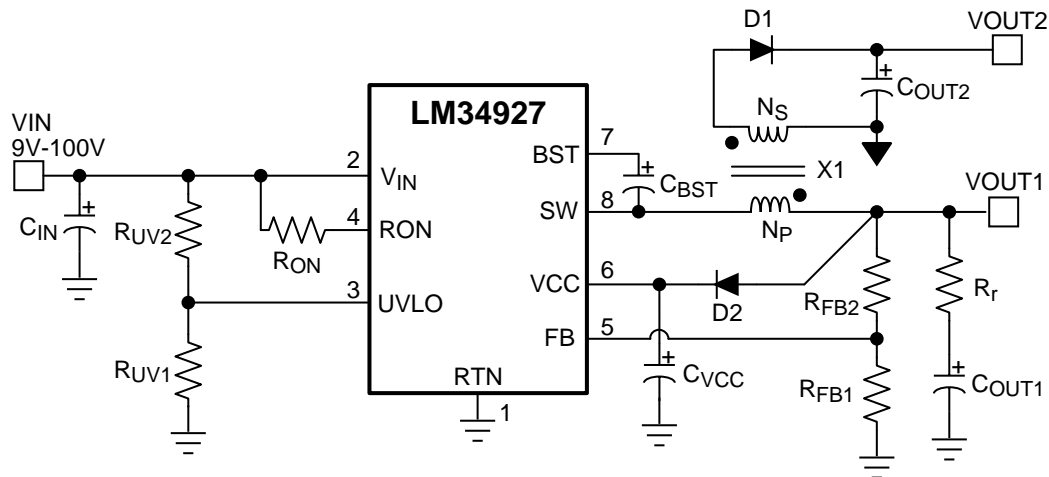 D1
VOUT2
COUT2
NS
LM34927
VIN
9V-100V
7
BST
2
VIN
CBST
X1
VOUT1
8
SW
4
RON
CIN
RUV2
RON
NP
6
VCC
Rr
3
UVLO
D2
RFB2
5
FB
RUV1
RTN
CVCC
RFB1
COUT1
1